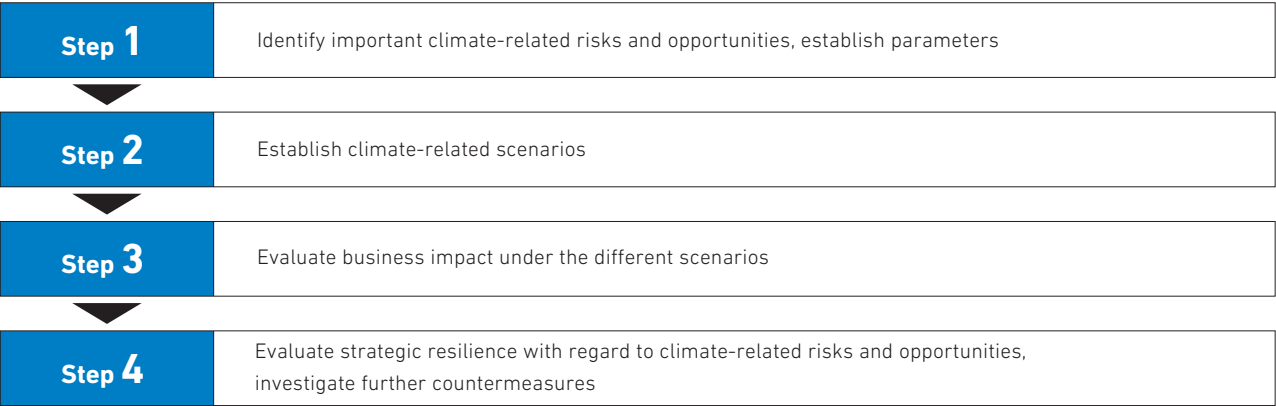 Step 1
Identify important climate-related risks and opportunities, establish parameters
Step 2
Establish climate-related scenarios
Step 3
Evaluate business impact under the different scenarios
Step 4
Evaluate strategic resilience with regard to climate-related risks and opportunities,
investigate further countermeasures